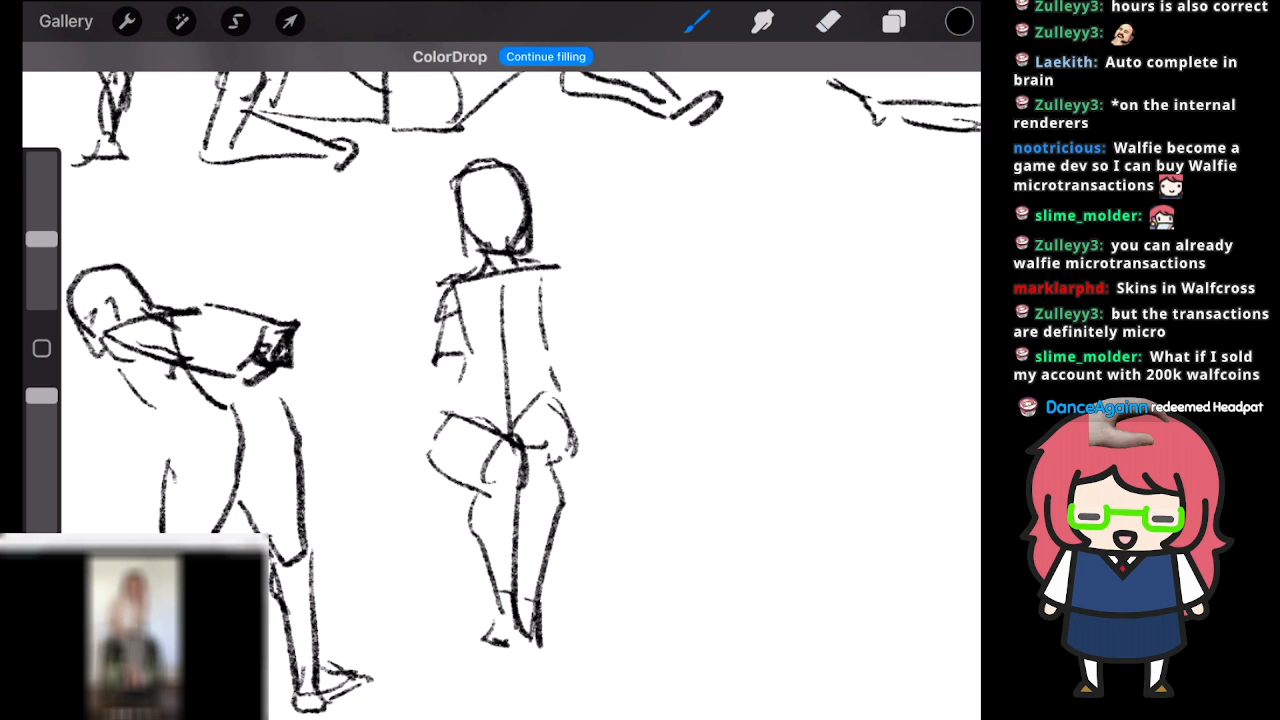 Gallery
ColorDrop Continue filling
Zulleyy3: hours is also correct
Zulleyy3:
Laekith: Auto complete in
brain
Zulleyy3: *on the internal
renderers
nootricious: Walfie become a
game dev so I can buy Walfie
microtransactions
slime_molder:
Zulleyy3: you can already
walfie microtransactions
marklarphd: Skins in Walfcross
Zulleyy3: but the transactions
are definitely micro
slime_molder: What if I sold
my account with 200k walfcoins
DanceAgainn redeemed Headpat